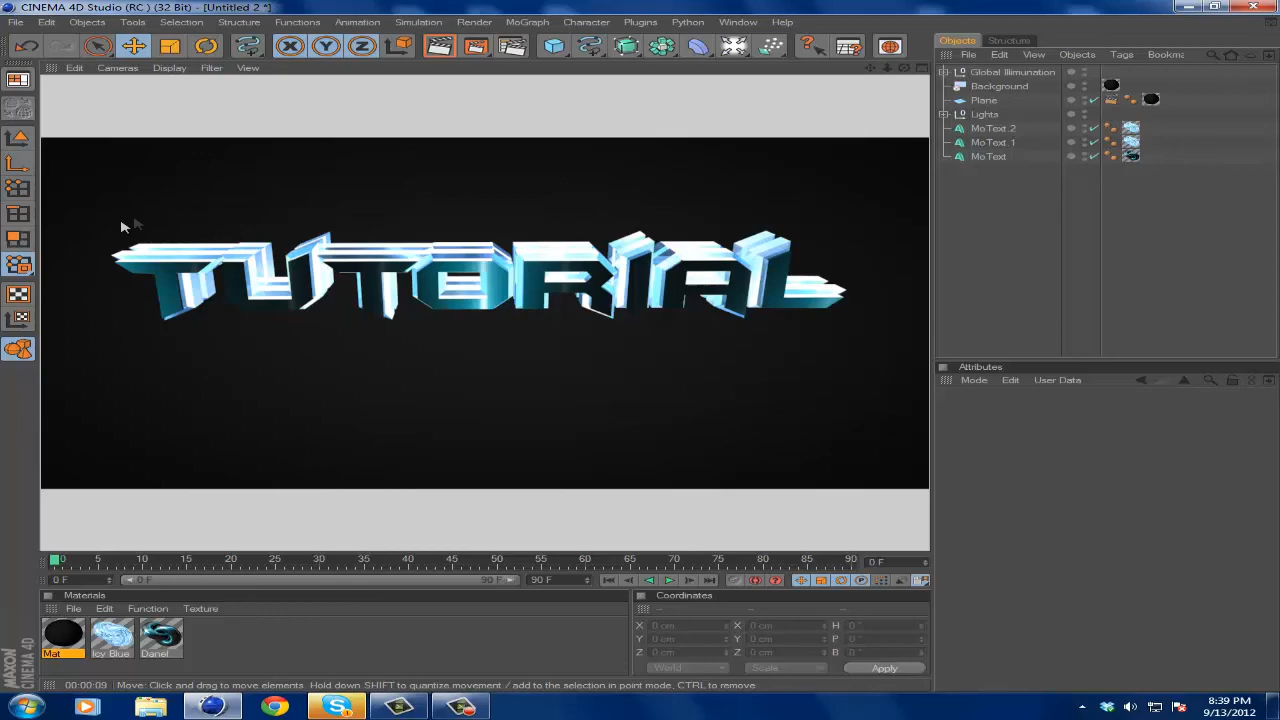 CINEMA 4D Studio (RC) (32 Bit) - [Untitled 2 *]
File Edit Objects Tools Selection Structure Functions Animation Simulation Render MoGraph Character Plugins Python Window Help
Edit Cameras Display Filter View
Objects Structure
File Edit View Objects Tags Bookma
Global Illimunation
Background
Plane
Lights
MoText.2
MoText.1
MoText
TUTORIAL
Attributes
Mode Edit User Data
0 5 10 15 20 25 30 35 40 45 50 55 60 65 70 75 80 85 90 0 F
0 F 0 F 90 F 90 F
Materials
File Edit Function Texture
Mat Icy Blue Danel
Coordinates
-- -- --
X 0 cm X 0 cm H 0 °
Y 0 cm Y 0 cm P 0 °
Z 0 cm Z 0 cm B 0 °
World Scale Apply
MAXON CINEMA 4D
00:00:09 Move: Click and drag to move elements. Hold down SHIFT to quantize movement / add to the selection in point mode, CTRL to remove.
8:39 PM
9/13/2012